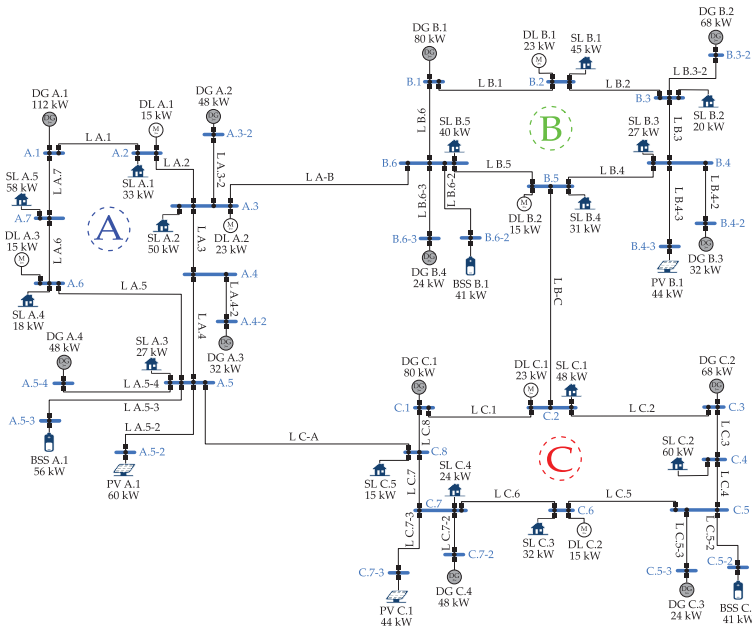 DG A.1
112 kW
DG
L A.1
A.1
DL A.1
15 kW
M
A.2
L A.2
SL A.1
33 kW
DG A.2
48 kW
DG
A.3-2
L A.3-2
L A-B
A.3
SL A.2
50 kW
DL A.2
23 kW
M
SL A.5
58 kW
L A.7
A.7
A
DL A.3
15 kW
M
L A.6
A.6
SL A.4
18 kW
L A.5
L A.3
A.4
L A.4-2
A.4-2
L A.4
DG A.3
32 kW
DG
DG A.4
48 kW
DG
A.5-4
SL A.3
27 kW
L A.5-4
A.5
A.5-3
L A.5-3
BSS A.1
56 kW
L A.5-2
A.5-2
PV A.1
60 kW
L C-A
DG B.1
80 kW
DG
B.1
L B.1
DL B.1
23 kW
M
SL B.1
45 kW
B.2
L B.2
DG B.2
68 kW
DG
B.3-2
L B.3-2
B.3
SL B.2
20 kW
L B.6
B
SL B.5
40 kW
SL B.3
27 kW
L B.3
B.6
L B.5
B.5
L B.4
B.4
L B.6-3
L B.6-2
DL B.2
15 kW
M
SL B.4
31 kW
L B.4-3
L B.4-2
B.4-2
DG B.3
32 kW
DG
B.6-3
B.6-2
DG B.4
24 kW
DG
BSS B.1
41 kW
B.4-3
PV B.1
44 kW
L B-C
DG C.1
80 kW
DG
C.1
L C.1
DL C.1
23 kW
M
SL C.1
48 kW
C.2
L C.2
DG C.2
68 kW
DG
C.3
L C.8
C.8
SL C.5
15 kW
C
L C.3
SL C.2
60 kW
C.4
L C.7
SL C.4
24 kW
C.7
L C.6
C.6
L C.5
L C.4
C.5
L C.7-3
L C.7-2
SL C.3
32 kW
DL C.2
15 kW
M
L C.5-3
L C.5-2
C.7-3
C.7-2
C.5-3
C.5-2
PV C.1
44 kW
DG C.4
48 kW
DG
DG C.3
24 kW
DG
BSS C.
41 kW